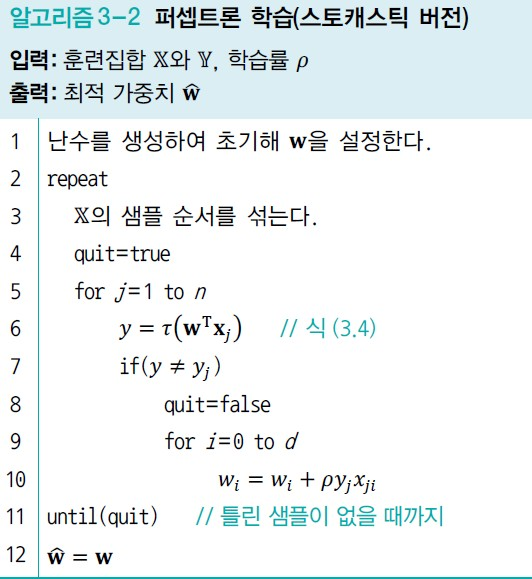 알고리즘 3-2 퍼셉트론 학습(스토캐스틱 버전)
입력: 훈련집합 𝕏와 𝕐, 학습률 ρ
출력: 최적 가중치 ŵ
1 난수를 생성하여 초기해 w을 설정한다.
2 repeat
3 𝕏의 샘플 순서를 섞는다.
4 quit=true
5 for j=1 to n
6 y = τ(wᵀxⱼ) // 식 (3.4)
7 if(y ≠ yⱼ)
8 quit=false
9 for i=0 to d
10 wᵢ = wᵢ + ρyⱼxⱼᵢ
11 until(quit) // 틀린 샘플이 없을 때까지
12 ŵ = w